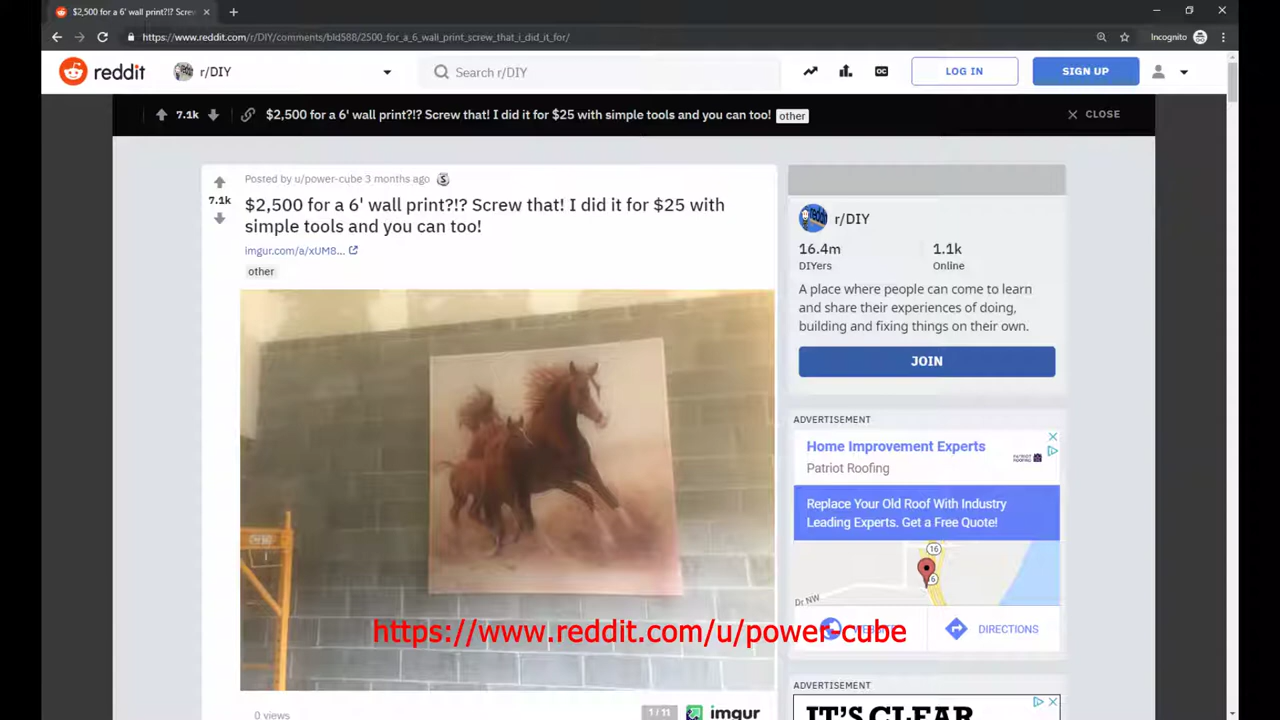 $2,500 for a 6' wall print?!? Scre
https://www.reddit.com/r/DIY/comments/bld588/2500_for_a_6_wall_print_screw_that_i_did_it_for/
Incognito
reddit
r/DIY
Search r/DIY
LOG IN
SIGN UP
7.1k
$2,500 for a 6' wall print?!? Screw that! I did it for $25 with simple tools and you can too!
other
CLOSE
Posted by u/power-cube 3 months ago
7.1k
$2,500 for a 6' wall print?!? Screw that! I did it for $25 with
simple tools and you can too!
imgur.com/a/xUM8...
other
0 views
1 / 11
imgur
r/DIY
16.4m
1.1k
DIYers
Online
A place where people can come to learn
and share their experiences of doing,
building and fixing things on their own.
JOIN
ADVERTISEMENT
Home Improvement Experts
Patriot Roofing
Replace Your Old Roof With Industry
Leading Experts. Get a Free Quote!
16
Dr NW
DIRECTIONS
https://www.reddit.com/u/power-cube
ADVERTISEMENT
IT'S CLEAR